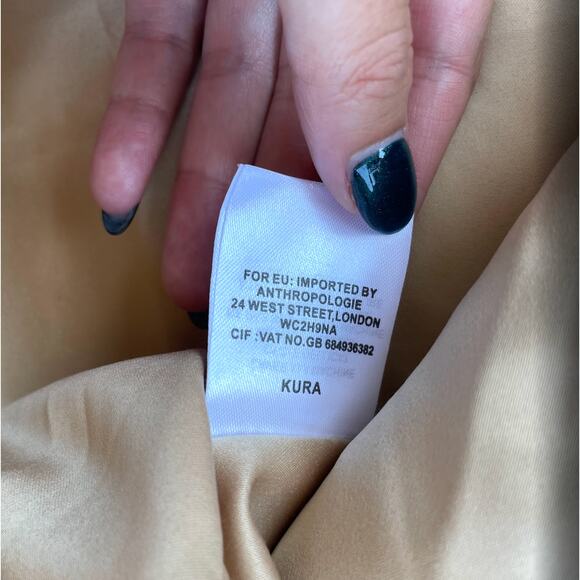 FOR EU: IMPORTED BY
ANTHROPOLOGIE
24 WEST STREET,LONDON
WC2H9NA
CIF :VAT NO.GB 684936382
KURA